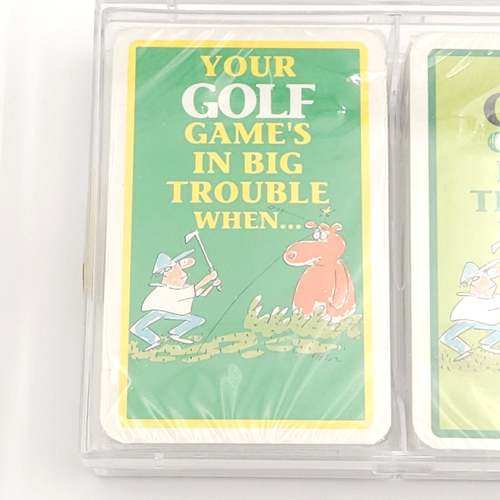 YOUR
GOLF
GAME'S
IN BIG
TROUBLE
WHEN...